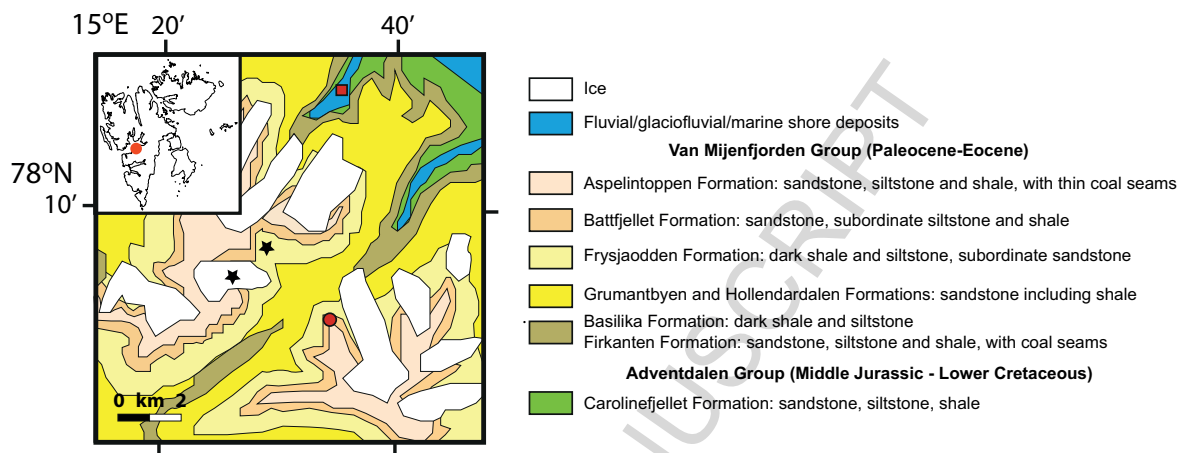 15ºE
20’
40’
78ºN
10’
0 km 2
Ice
Fluvial/glaciofluvial/marine shore deposits
Van Mijenfjorden Group (Paleocene-Eocene)
Aspelintoppen Formation: sandstone, siltstone and shale, with thin coal seams
Battfjellet Formation: sandstone, subordinate siltstone and shale
Frysjaodden Formation: dark shale and siltstone, subordinate sandstone
Grumantbyen and Hollendardalen Formations: sandstone including shale
Basilika Formation: dark shale and siltstone
Firkanten Formation: sandstone, siltstone and shale, with coal seams
Adventdalen Group (Middle Jurassic - Lower Cretaceous)
Carolinefjellet Formation: sandstone, siltstone, shale
USCRIPT